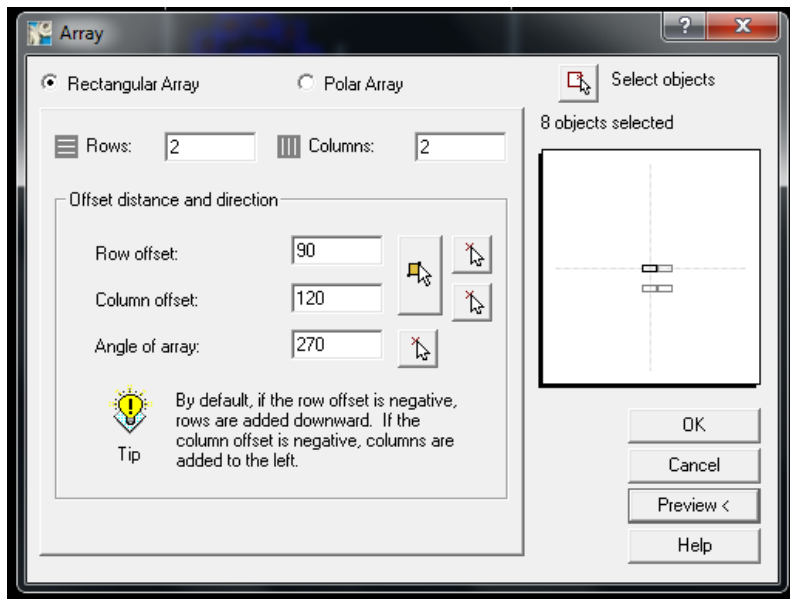 Array
?
X
Rectangular Array
Polar Array
Select objects
8 objects selected
Rows: 2
Columns: 2
Offset distance and direction
Row offset: 90
Column offset: 120
Angle of array: 270
Tip
By default, if the row offset is negative,
rows are added downward. If the
column offset is negative, columns are
added to the left.
OK
Cancel
Preview <
Help